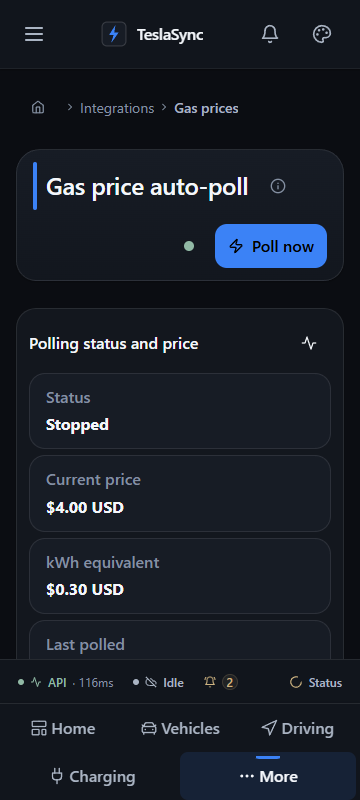 TeslaSync
Integrations
Gas prices
Gas price auto-poll
Poll now
Polling status and price
Status
Stopped
Current price
$4.00 USD
kWh equivalent
$0.30 USD
Last polled
API · 116ms
Idle
2
Status
Home
Vehicles
Driving
Charging
More